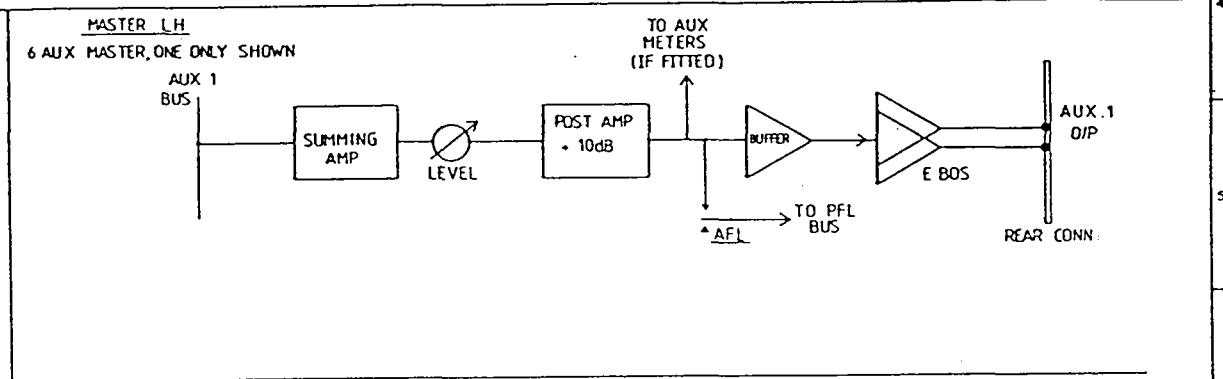 MASTER LH
6 AUX MASTER, ONE ONLY SHOWN
AUX 1
BUS
SUMMING
AMP
LEVEL
POST AMP
+ 10dB
TO AUX
METERS
(IF FITTED)
AFL
TO PFL
BUS
BUFFER
E BOS
AUX.1
O/P
REAR CONN.